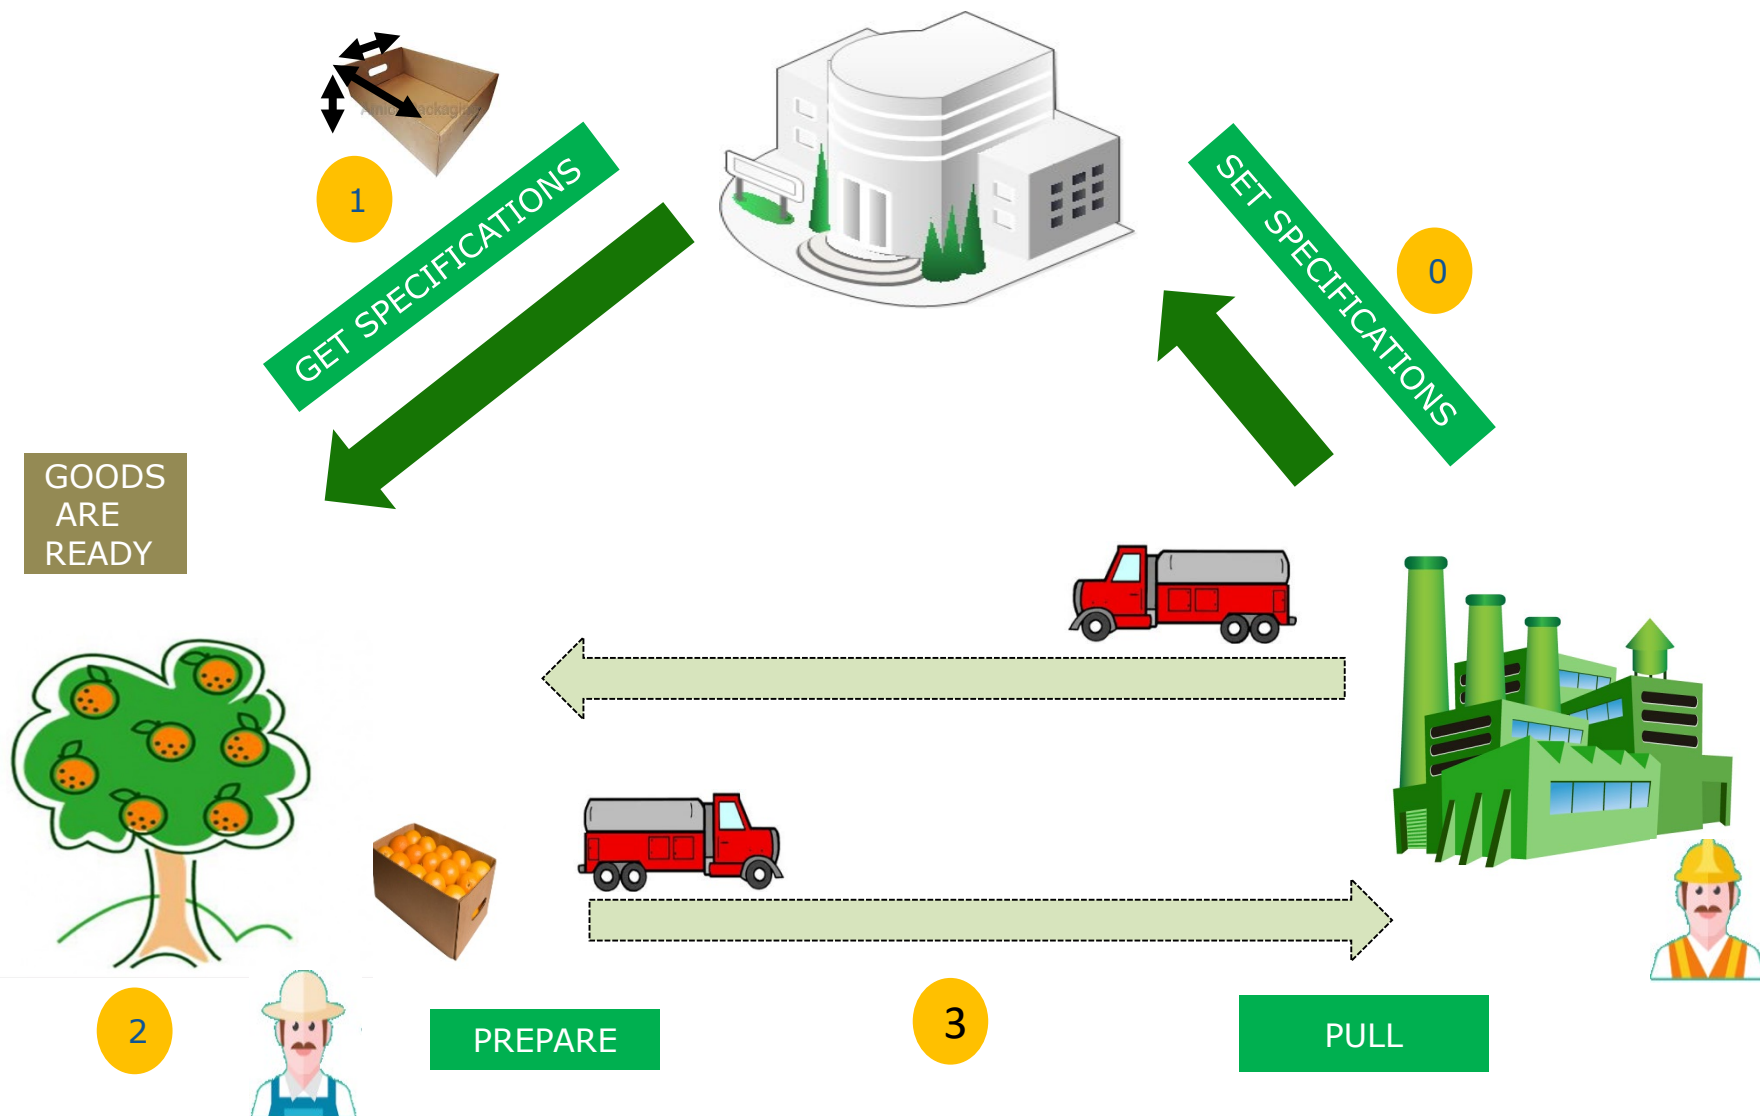 1
GET SPECIFICATIONS
SET SPECIFICATIONS
0
GOODS
ARE
READY
2
PREPARE
3
PULL